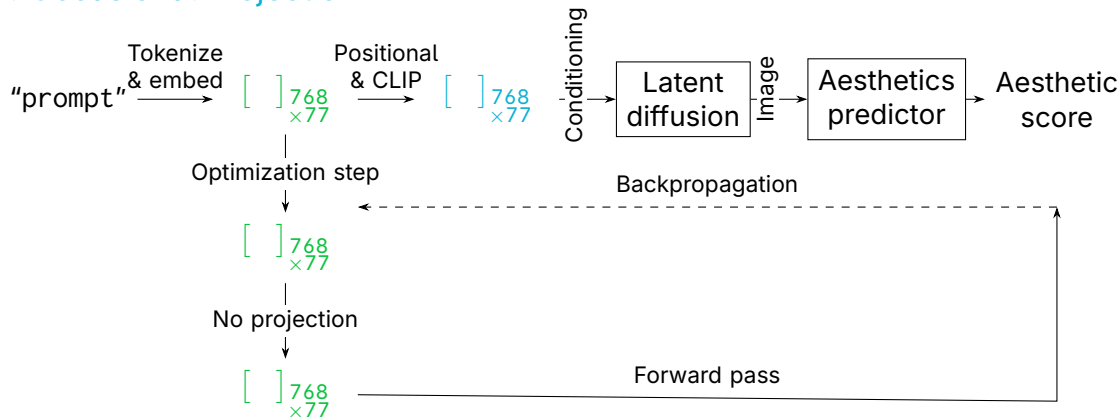 Tokenize
& embed
Positional
& CLIP
"prompt"
[ ]768
×77
[ ]768
×77
Conditioning
Latent
diffusion
Image
Aesthetics
predictor
Aesthetic
score
Optimization step
Backpropagation
[ ]768
×77
No projection
Forward pass
[ ]768
×77